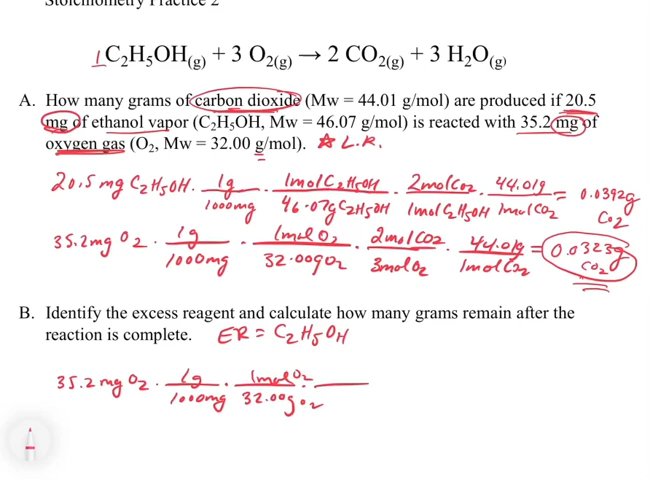 Stoichiometry Practice 2
1C₂H₅OH(g) + 3 O₂(g) → 2 CO₂(g) + 3 H₂O(g)
A. How many grams of carbon dioxide (Mw = 44.01 g/mol) are produced if 20.5
mg of ethanol vapor (C₂H₅OH, Mw = 46.07 g/mol) is reacted with 35.2 mg of
oxygen gas (O₂, Mw = 32.00 g/mol). ☆ L.R.
20.5 mg C₂H₅OH · 1g/1000mg · 1mol C₂H₅OH/46.07g C₂H₅OH · 2mol CO₂/1mol C₂H₅OH · 44.01g/1mol CO₂ = 0.0392g CO₂
35.2mg O₂ · 1g/1000mg · 1mol O₂/32.00g O₂ · 2mol CO₂/3mol O₂ · 44.01g/1mol CO₂ = 0.0323g CO₂
B. Identify the excess reagent and calculate how many grams remain after the
reaction is complete. ER = C₂H₅OH
35.2 mg O₂ · 1g/1000mg · 1mol O₂/32.00g O₂